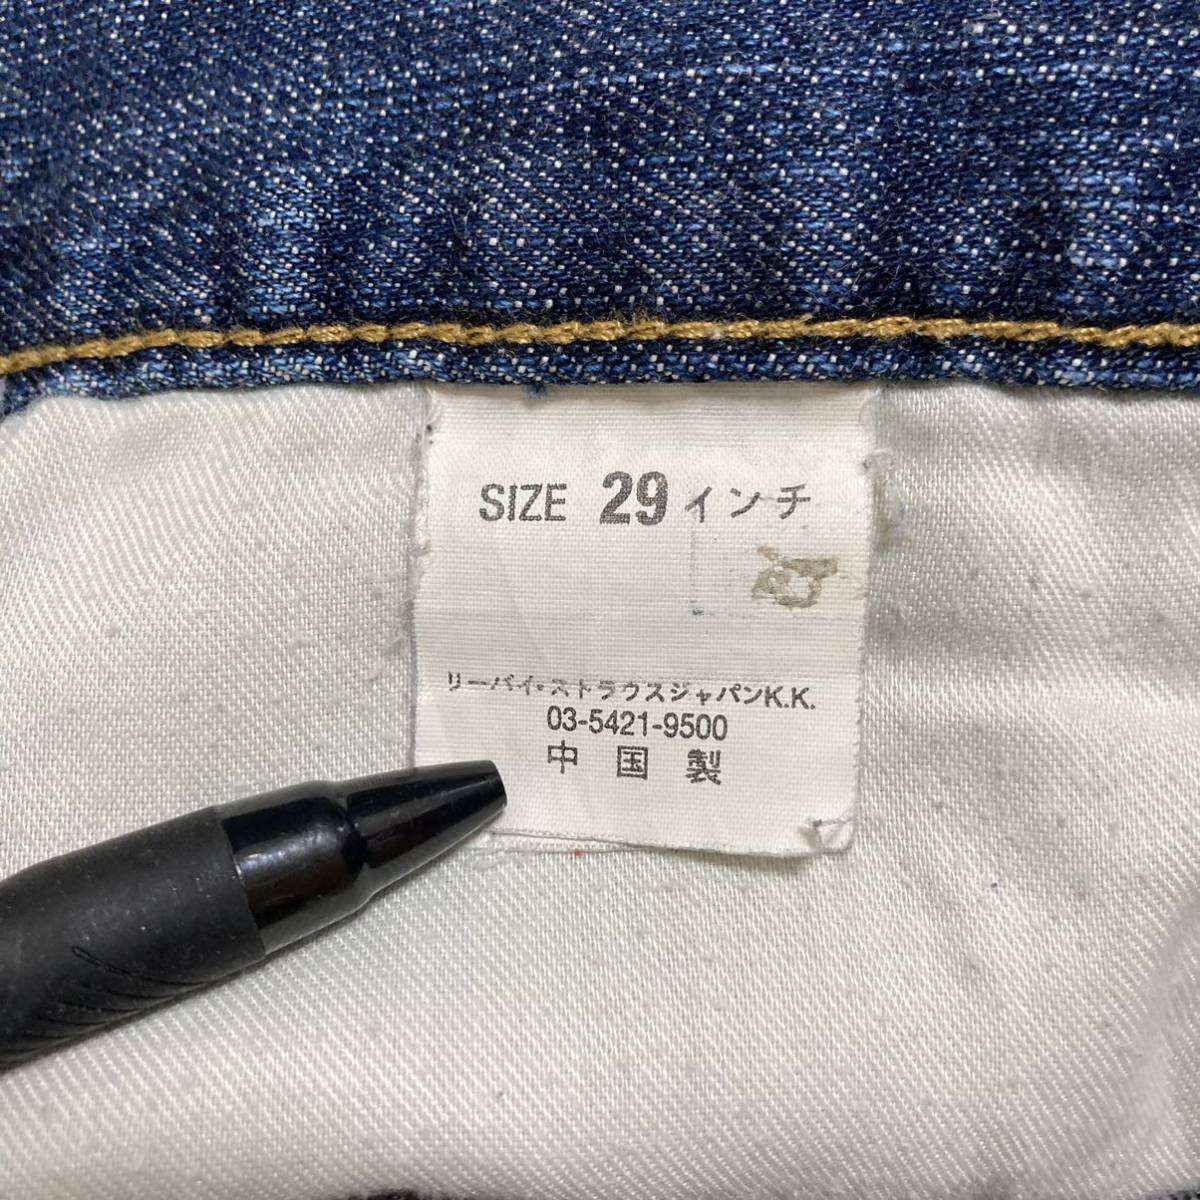 SIZE 29インチ
リーバイ・ストラウスジャパンK.K.
03-5421-9500
中国製